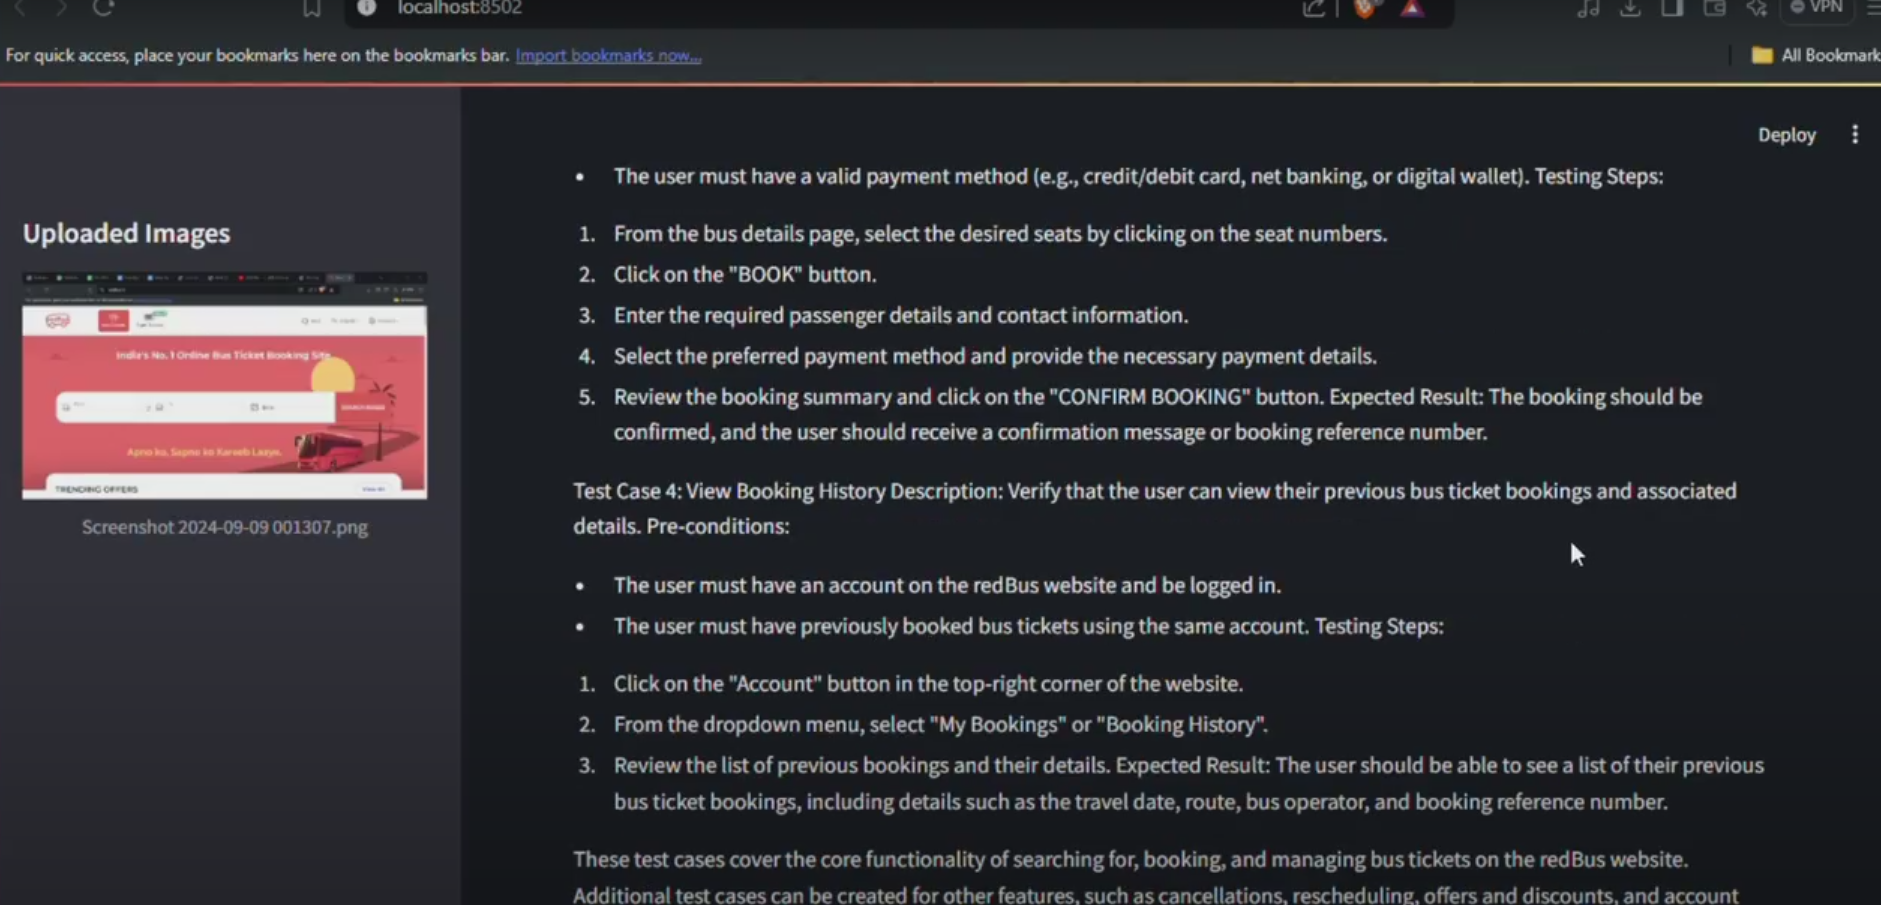 localhost:8502
VPN
For quick access, place your bookmarks here on the bookmarks bar. Import bookmarks now...
All Bookmark
Deploy
Uploaded Images
India's No. 1 Online Bus Ticket Booking Site
Apno ko, Sapno ko Kareeb Laaye.
TRENDING OFFERS
Screenshot 2024-09-09 001307.png
• The user must have a valid payment method (e.g., credit/debit card, net banking, or digital wallet). Testing Steps:
1. From the bus details page, select the desired seats by clicking on the seat numbers.
2. Click on the "BOOK" button.
3. Enter the required passenger details and contact information.
4. Select the preferred payment method and provide the necessary payment details.
5. Review the booking summary and click on the "CONFIRM BOOKING" button. Expected Result: The booking should be
confirmed, and the user should receive a confirmation message or booking reference number.
Test Case 4: View Booking History Description: Verify that the user can view their previous bus ticket bookings and associated
details. Pre-conditions:
• The user must have an account on the redBus website and be logged in.
• The user must have previously booked bus tickets using the same account. Testing Steps:
1. Click on the "Account" button in the top-right corner of the website.
2. From the dropdown menu, select "My Bookings" or "Booking History".
3. Review the list of previous bookings and their details. Expected Result: The user should be able to see a list of their previous
bus ticket bookings, including details such as the travel date, route, bus operator, and booking reference number.
These test cases cover the core functionality of searching for, booking, and managing bus tickets on the redBus website.
Additional test cases can be created for other features, such as cancellations, rescheduling, offers and discounts, and account